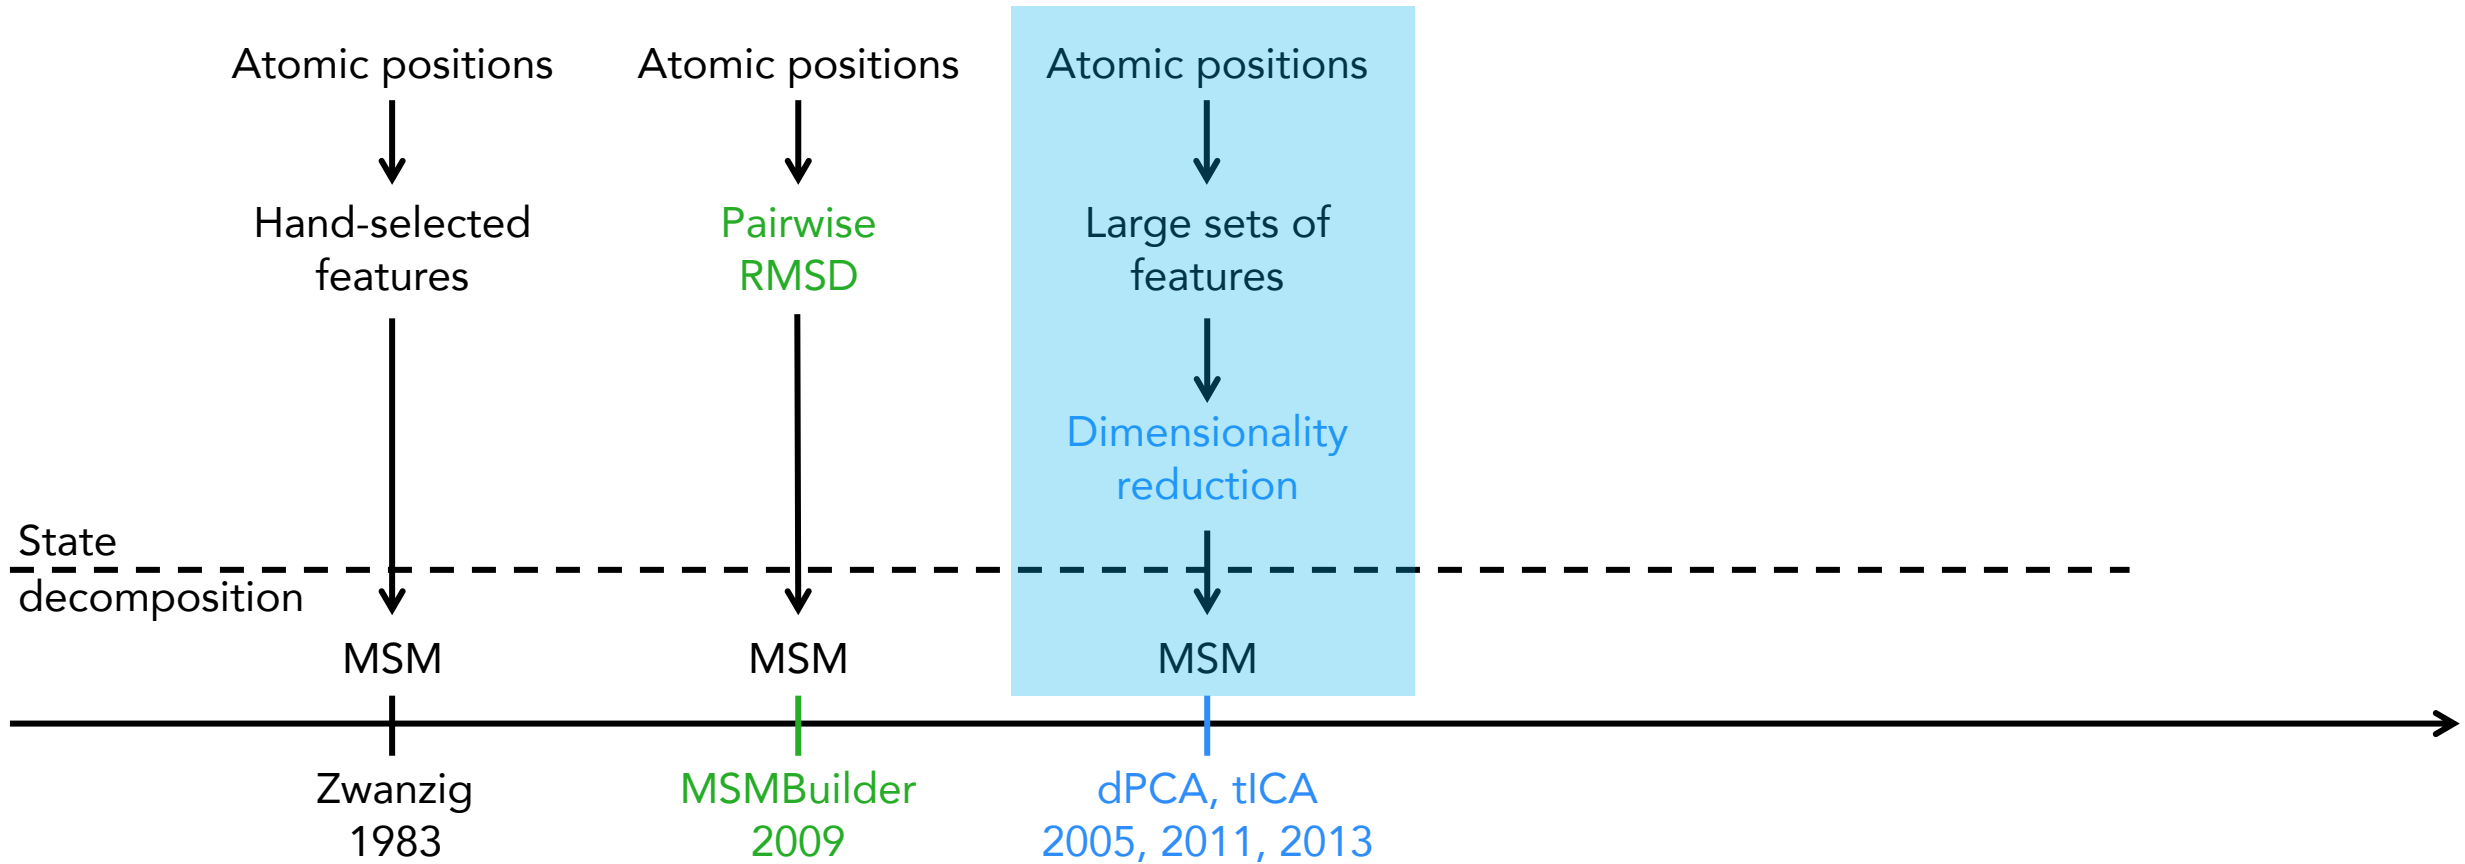 Atomic positions
Hand-selected
features
MSM
Zwanzig
1983
Atomic positions
Pairwise
RMSD
MSM
MSMBuilder
2009
Atomic positions
Large sets of
features
Dimensionality
reduction
MSM
dPCA, tICA
2005, 2011, 2013
State
decomposition